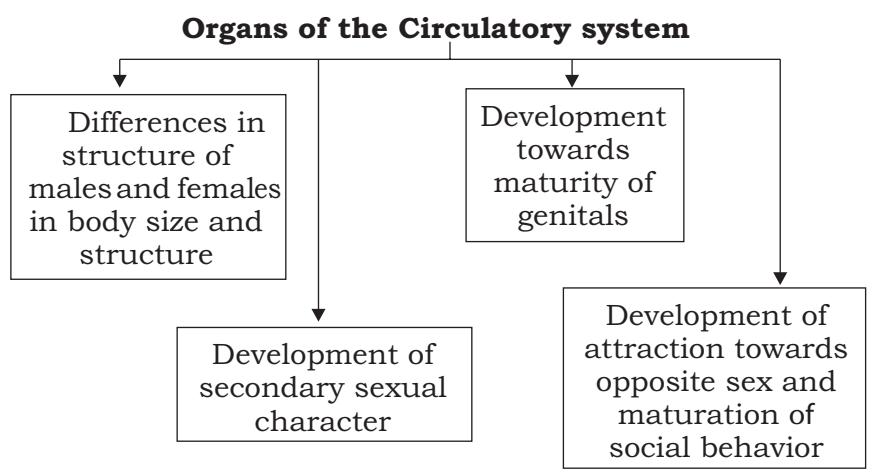 Organs of the Circulatory system
Differences in
structure of
males and females
in body size and
structure
Development of
secondary sexual
character
Development
towards
maturity of
genitals
Development of
attraction towards
opposite sex and
maturation of
social behavior